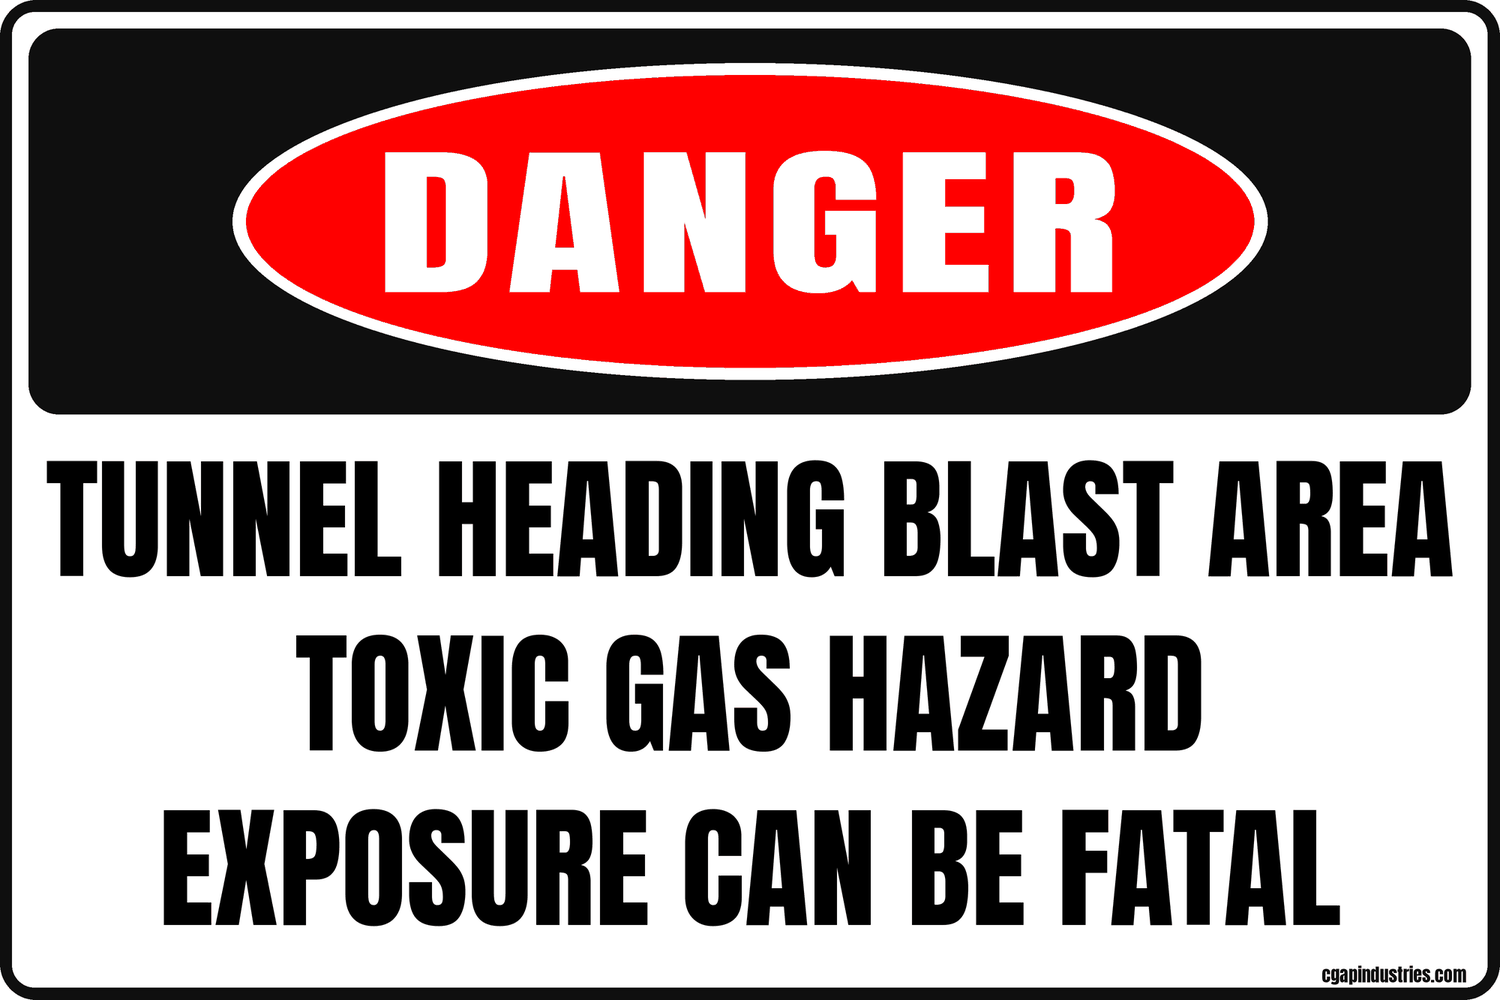 DANGER
TUNNEL HEADING BLAST AREA
TOXIC GAS HAZARD
EXPOSURE CAN BE FATAL
cgapindustries.com